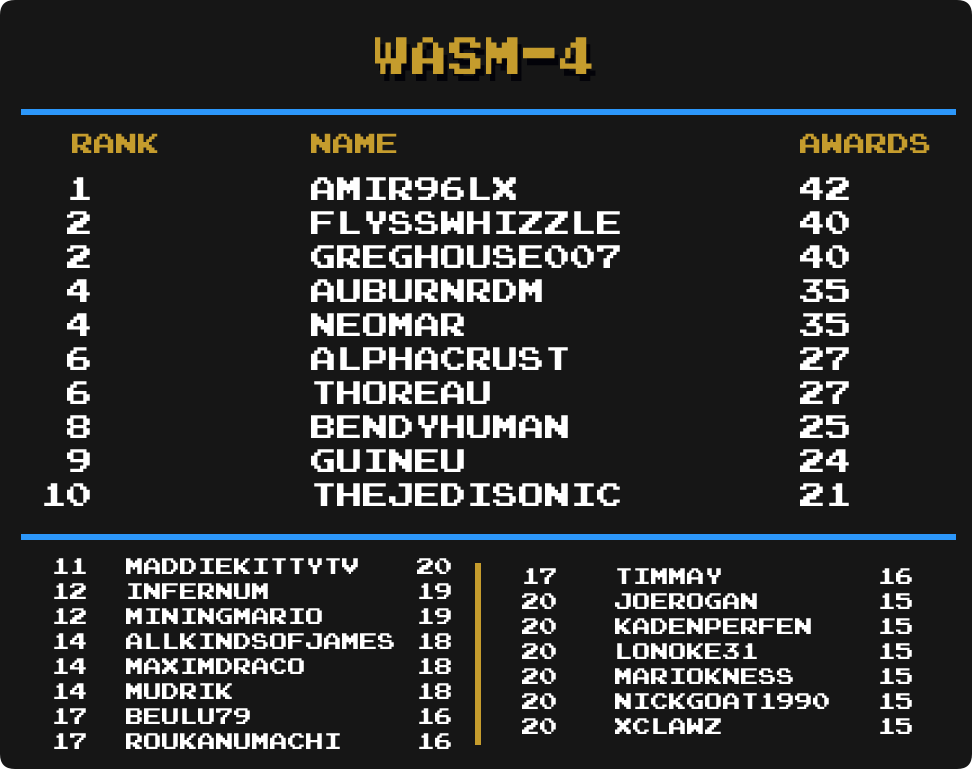 WASM-4
RANK NAME AWARDS
1 AMIR96LX 42
2 FLYSSWHIZZLE 40
2 GREGHOUSE007 40
4 AUBURNRDM 35
4 NEOMAR 35
6 ALPHACRUST 27
6 THOREAU 27
8 BENDYHUMAN 25
9 GUINEU 24
10 THEJEDISONIC 21
11 MADDIEKITTYTV 20
12 INFERNUM 19
12 MININGMARIO 19
14 ALLKINDSOFJAMES 18
14 MAXIMDRACO 18
14 MUDRIK 18
17 BEULU79 16
17 ROUKANUMACHI 16
17 TIMMAY 16
20 JOEROGAN 15
20 KADENPERFEN 15
20 LONOKE31 15
20 MARIOKNESS 15
20 NICKGOAT1990 15
20 XCLAWZ 15